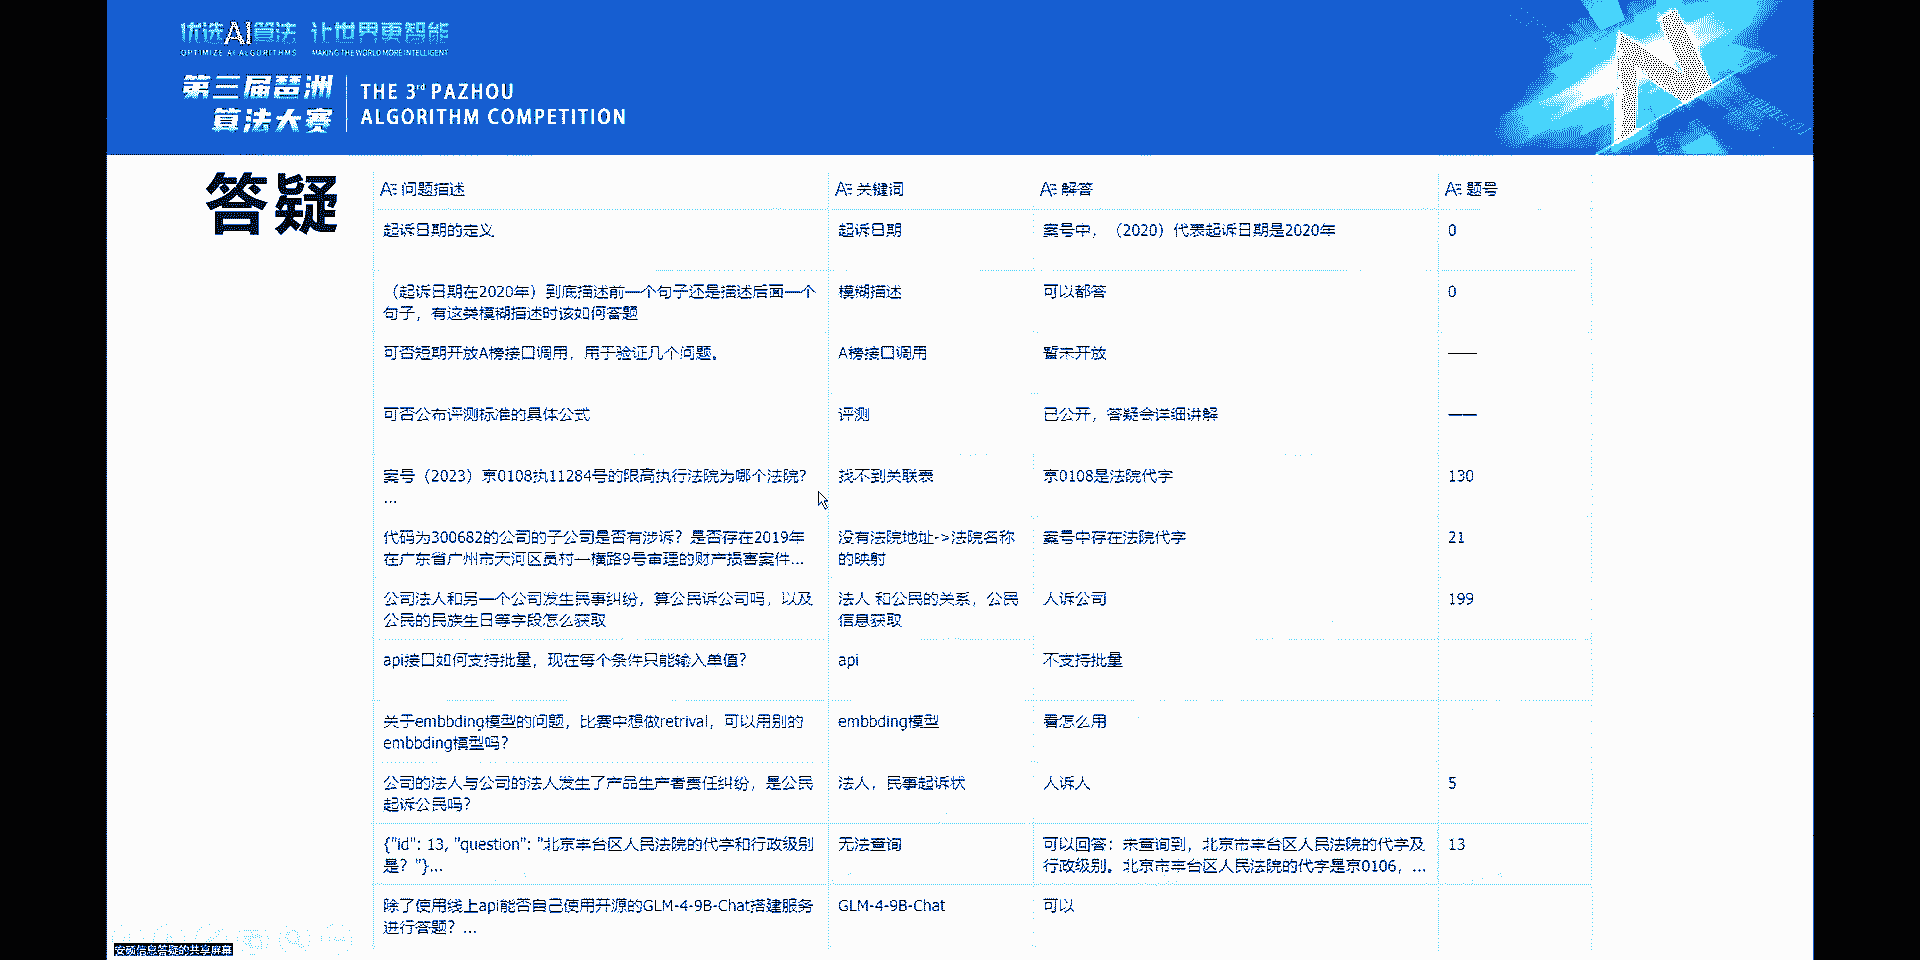 优选AI算法 让世界更智能
OPTIMIZE AI ALGORITHMS MAKING THE WORLD MORE INTELLIGENT
第三届琶洲
算法大赛
THE 3rd PAZHOU
ALGORITHM COMPETITION
答疑
问题描述 关键词 解答 题号
起诉日期的定义 起诉日期 案号中，（2020）代表起诉日期是2020年 0
（起诉日期在2020年）到底描述前一个句子还是描述后面一个
句子，有这类模糊描述时该如何答题
模糊描述 可以都答 0
可否短期开放A榜接口调用，用于验证几个问题。 A榜接口调用 暂未开放 ——
可否公布评测标准的具体公式 评测 已公开，答疑会详细讲解 ——
案号（2023）京0108执11284号的限高执行法院为哪个法院？
...
找不到关联表 京0108是法院代字 130
代码为300682的公司的子公司是否有涉诉？是否存在2019年
在广东省广州市天河区员村一横路9号审理的财产损害案件...
没有法院地址->法院名称
的映射
案号中存在法院代字 21
公司法人和另一个公司发生民事纠纷，算公民诉公司吗，以及
公民的民族生日等字段怎么获取
法人 和公民的关系，公民
信息获取
人诉公司 199
api接口如何支持批量，现在每个条件只能输入单值？ api 不支持批量
关于embbding模型的问题，比赛中想做retrival，可以用别的
embbding模型吗？
embbding模型 看怎么用
公司的法人与公司的法人发生了产品生产者责任纠纷，是公民
起诉公民吗？
法人，民事起诉状 人诉人 5
{"id": 13, "question": "北京丰台区人民法院的代字和行政级别
是？"}...
无法查询
可以回答：未查询到，北京市丰台区人民法院的代字及
行政级别。北京市丰台区人民法院的代字是京0106，...
13
除了使用线上api能否自己使用开源的GLM-4-9B-Chat搭建服务
进行答题？...
GLM-4-9B-Chat 可以
安硕信息答疑的共享屏幕